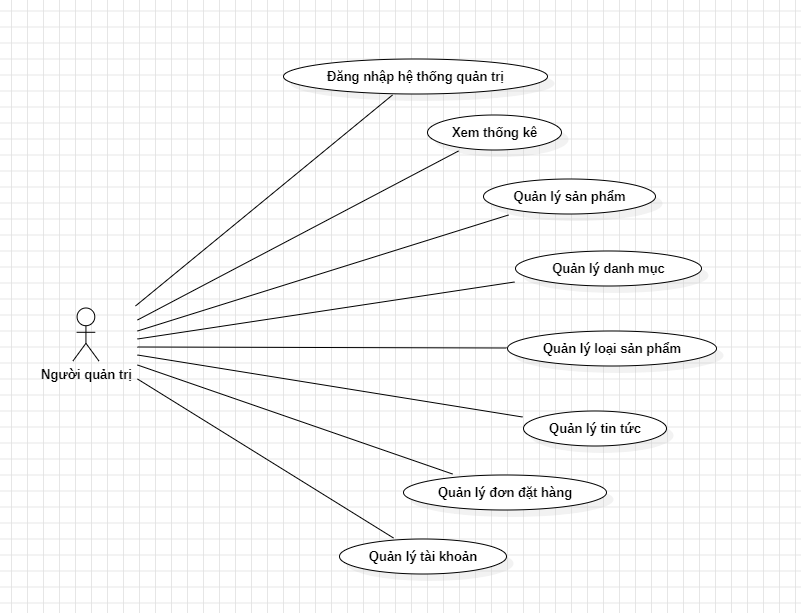 Đăng nhập hệ thống quản trị
Xem thống kê
Quản lý sản phẩm
Quản lý danh mục
Quản lý loại sản phẩm
Người quản trị
Quản lý tin tức
Quản lý đơn đặt hàng
Quản lý tài khoản